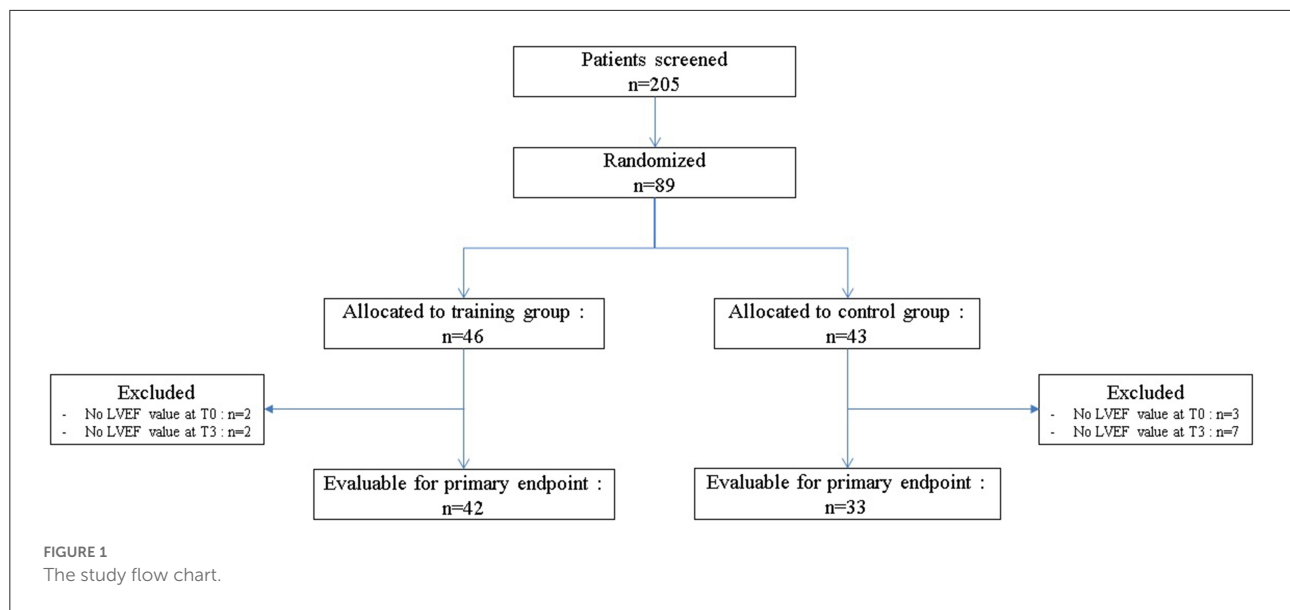 Patients screened
n=205
Randomized
n=89
Allocated to training group :
n=46
Allocated to control group :
n=43
Excluded
- No LVEF value at T0 : n=2
- No LVEF value at T3 : n=2
Excluded
- No LVEF value at T0 : n=3
- No LVEF value at T3 : n=7
Evaluable for primary endpoint :
n=42
Evaluable for primary endpoint :
n=33
FIGURE 1
The study flow chart.